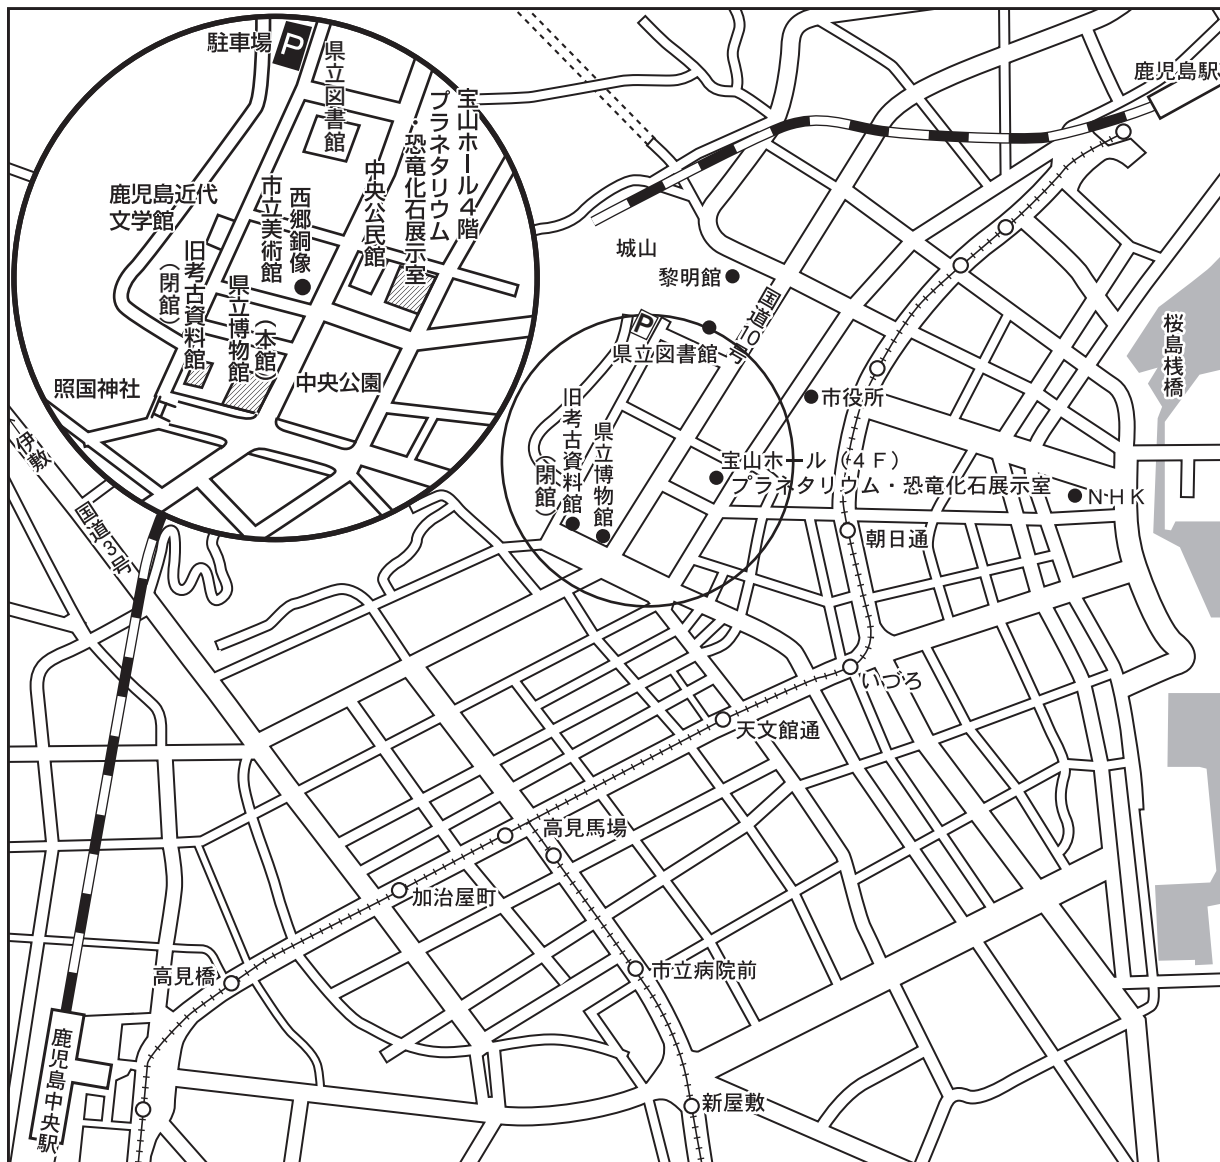 駐車場
P
県立図書館
宝山ホール4階
プラネタリウム
・恐竜化石展示室
中央公民館
鹿児島近代
文学館
市立美術館
西郷銅像
旧考古資料館
（閉館）
県立博物館
（本館）
照国神社
中央公園
鹿児島駅
城山
黎明館
国道10号
P
県立図書館
桜島桟橋
市役所
旧考古資料館
（閉館）
県立博物館
宝山ホール（4F）
プラネタリウム・恐竜化石展示室
NHK
伊敷
国道3号
朝日通
いづろ
天文館通
高見馬場
加治屋町
高見橋
市立病院前
鹿児島中央駅
新屋敷